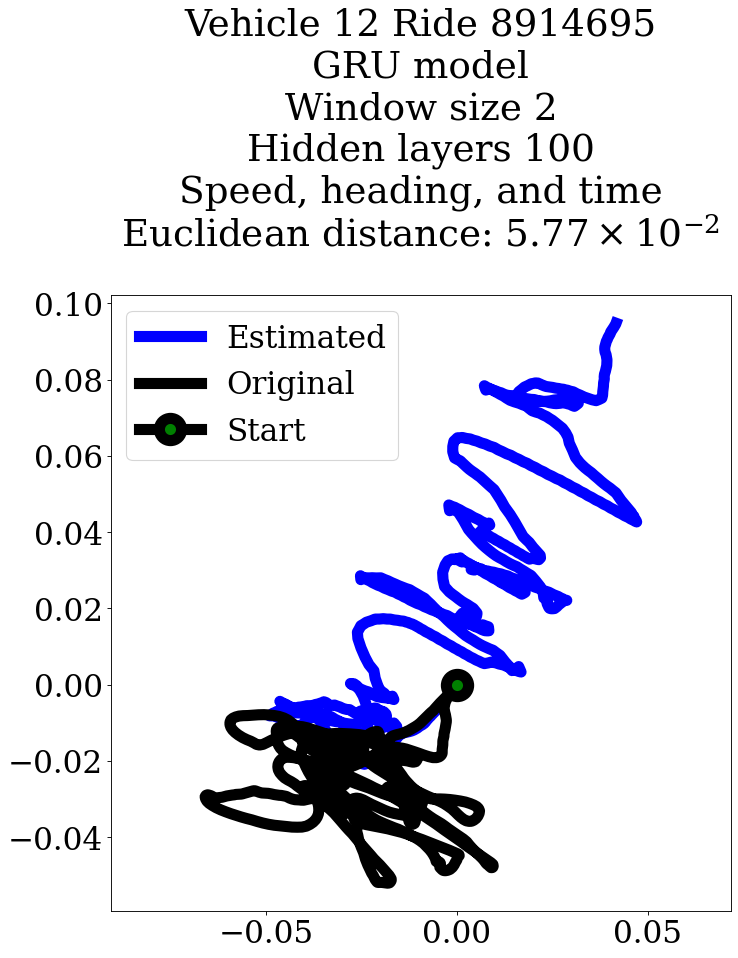 Vehicle 12 Ride 8914695
GRU model
Window size 2
Hidden layers 100
Speed, heading, and time
Euclidean distance: 5.77 × 10⁻²
Estimated
Original
Start
0.10
0.08
0.06
0.04
0.02
0.00
−0.02
−0.04
−0.05
0.00
0.05